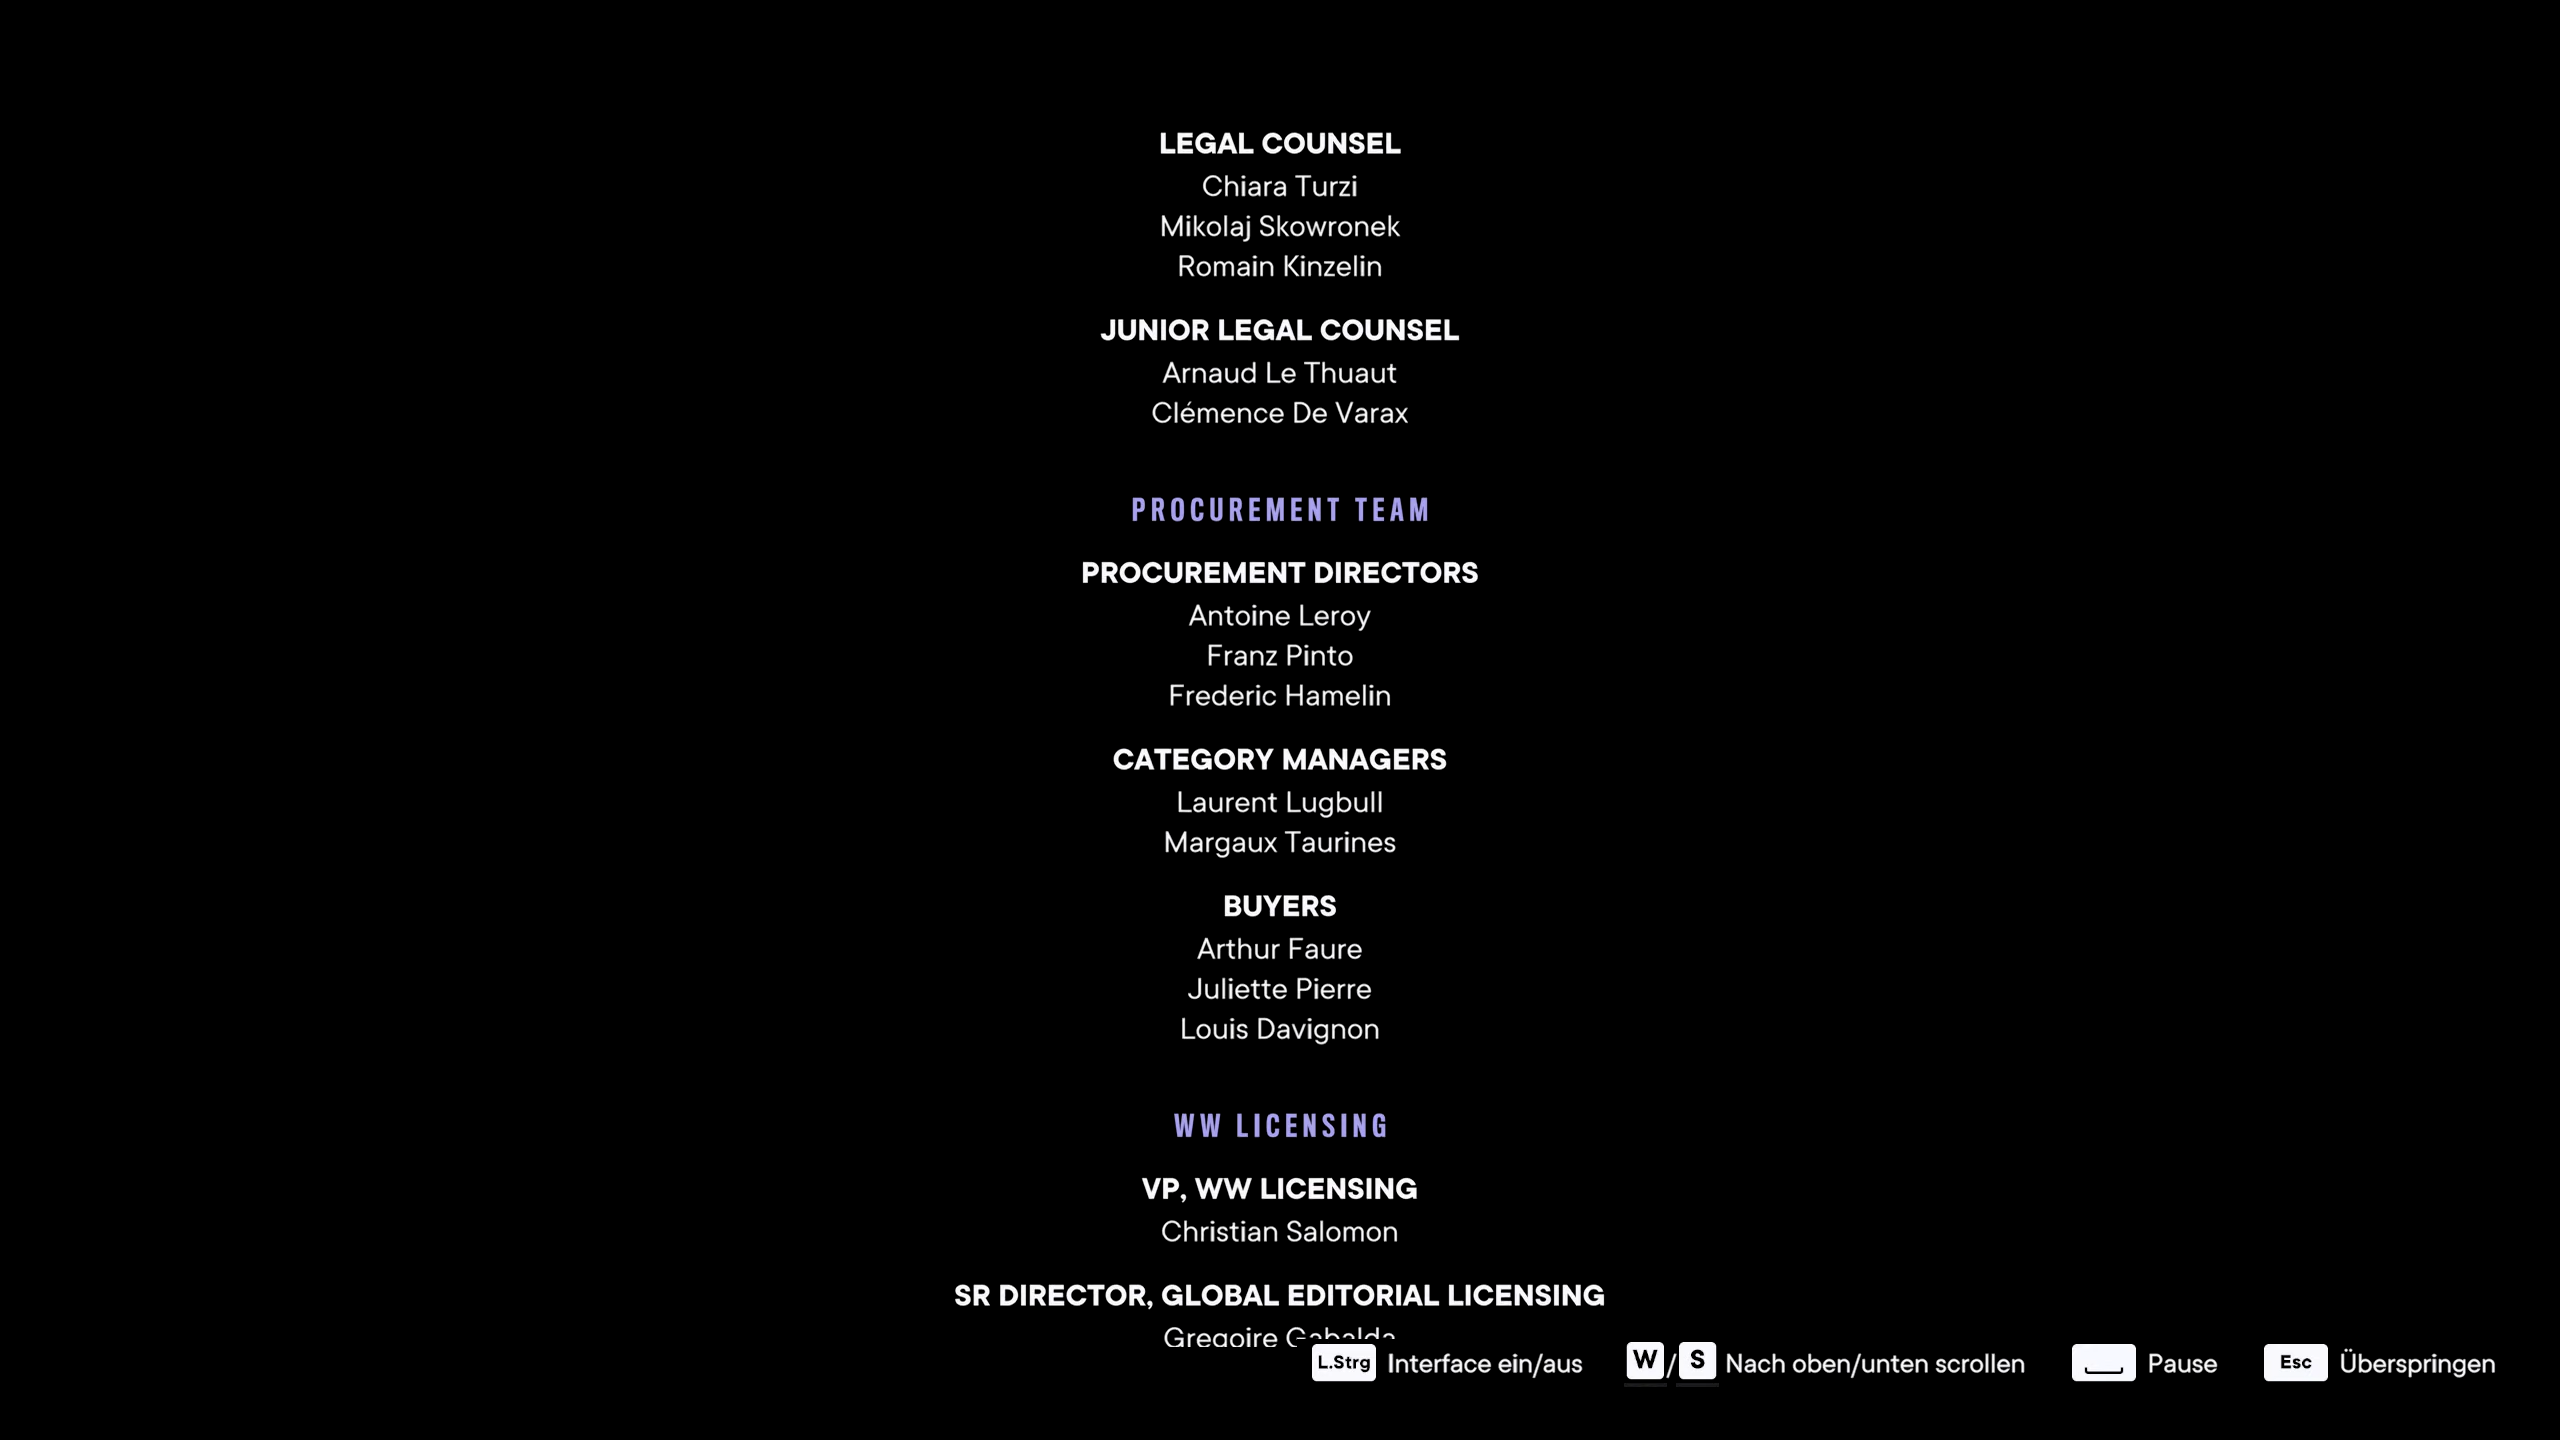 LEGAL COUNSEL
Chiara Turzi
Mikolaj Skowronek
Romain Kinzelin
JUNIOR LEGAL COUNSEL
Arnaud Le Thuaut
Clémence De Varax
PROCUREMENT TEAM
PROCUREMENT DIRECTORS
Antoine Leroy
Franz Pinto
Frederic Hamelin
CATEGORY MANAGERS
Laurent Lugbull
Margaux Taurines
BUYERS
Arthur Faure
Juliette Pierre
Louis Davignon
WW LICENSING
VP, WW LICENSING
Christian Salomon
SR DIRECTOR, GLOBAL EDITORIAL LICENSING
Gregoire Gabalda
L.Strg Interface ein/aus W/S Nach oben/unten scrollen Pause Esc Überspringen